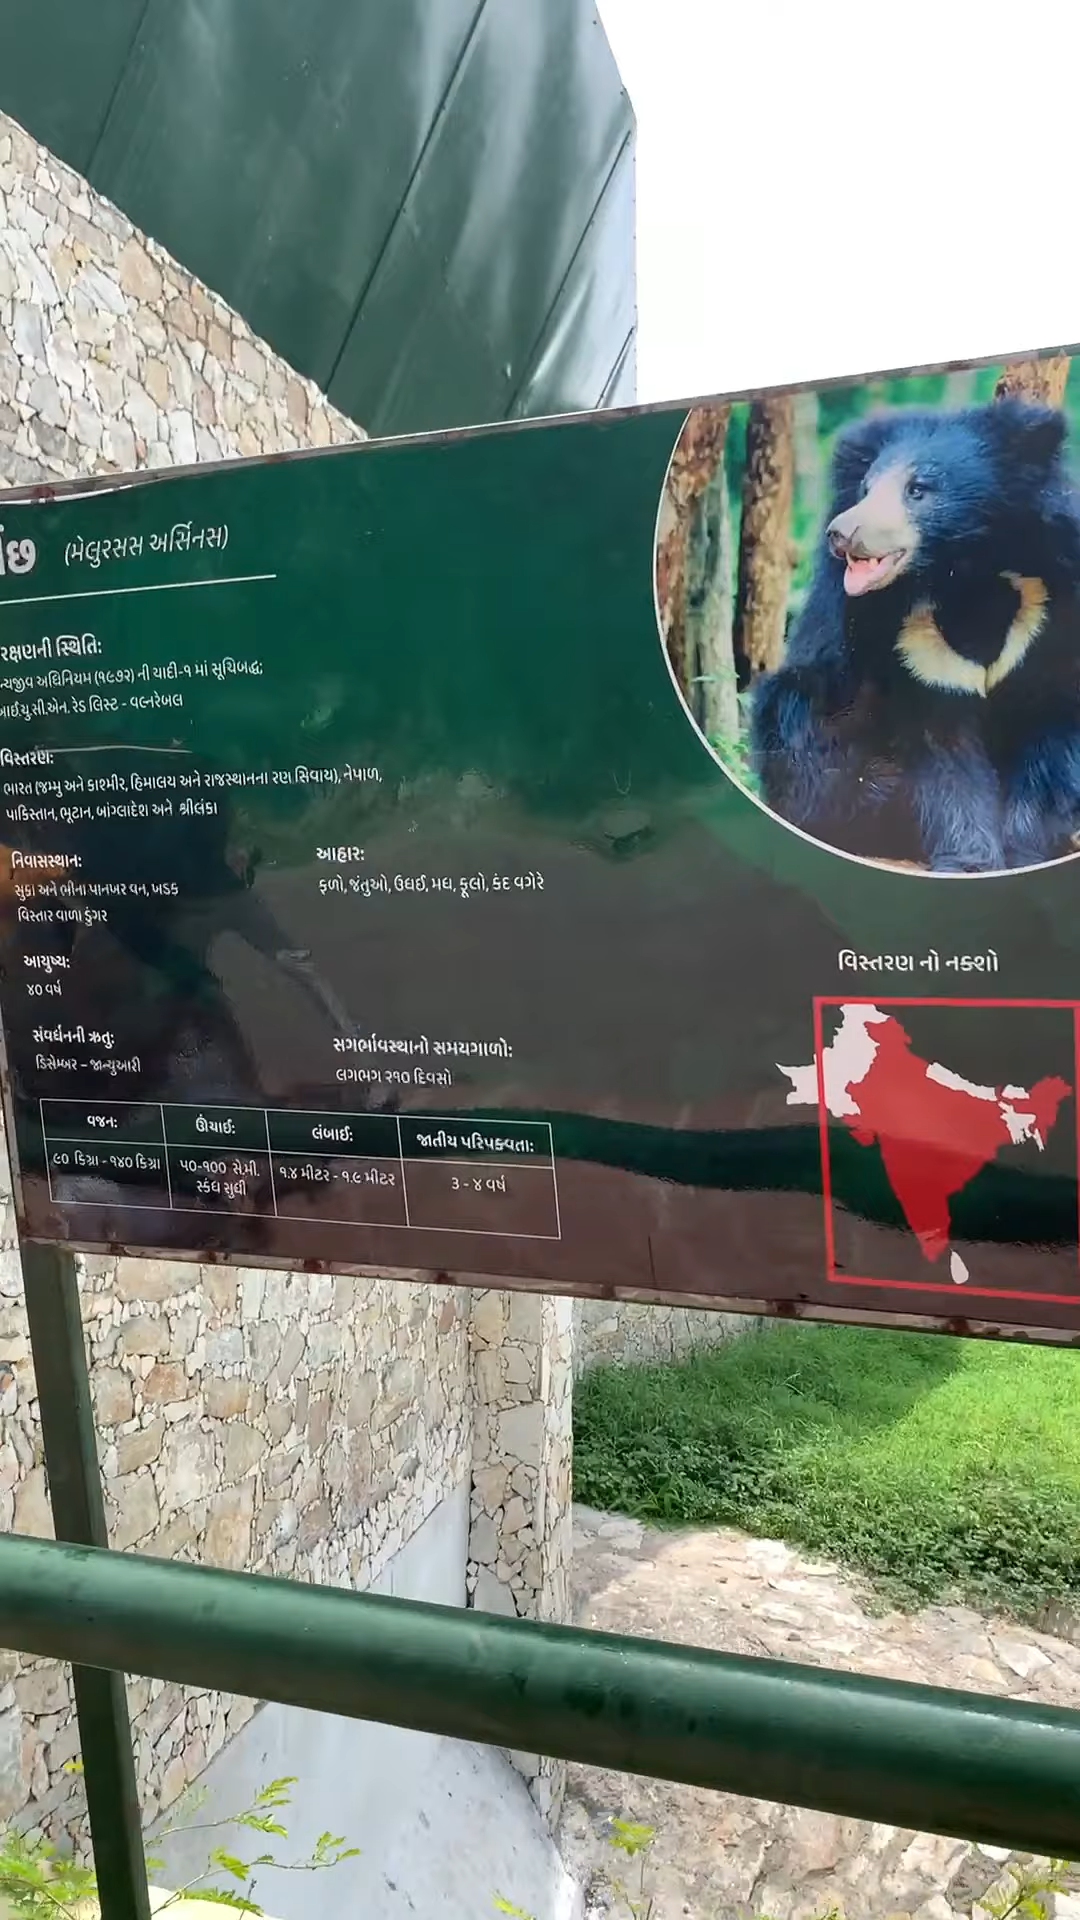 (મેલુરસસ અર્સિનસ)
રક્ષણની સ્થિતિ:
ન્યજીવ અધિનિયમ (૧૯૭૨) ની યાદી-૧ માં સૂચિબદ્ધ;
આઈ.યુ.સી.એન. રેડ લિસ્ટ - વલ્નરેબલ
વિસ્તરણ:
ભારત (જમ્મુ અને કાશ્મીર, હિમાલય અને રાજસ્થાનના રણ સિવાય), નેપાળ,
પાકિસ્તાન, ભૂટાન, બાંગ્લાદેશ અને શ્રીલંકા
નિવાસસ્થાન:
સુકા અને ભીના પાનખર વન, ખડક
વિસ્તાર વાળા ડુંગર
આહાર:
ફળો, જંતુઓ, ઉધઈ, મધ, ફૂલો, કંદ વગેરે
આયુષ્ય:
૪૦ વર્ષ
સંવર્ધનની ઋતુ:
ડિસેમ્બર – જાન્યુઆરી
સગર્ભાવસ્થાનો સમયગાળો:
લગભગ ૨૧૦ દિવસો
વજન: ઊંચાઈ: લંબાઈ: જાતીય પરિપક્વતા:
૯૦ કિગ્રા - ૧૪૦ કિગ્રા ૫૦-૧૦૦ સે.મી. ૧.૪ મીટર - ૧.૯ મીટર ૩ - ૪ વર્ષ
સ્કંધ સુધી
વિસ્તરણ નો નક્શો